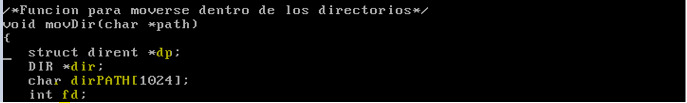 /*Funcion para moverse dentro de los directorios*/
void movDir(char *path)
{
struct dirent *dp;
DIR *dir;
char dirPATH[1024];
int fd;